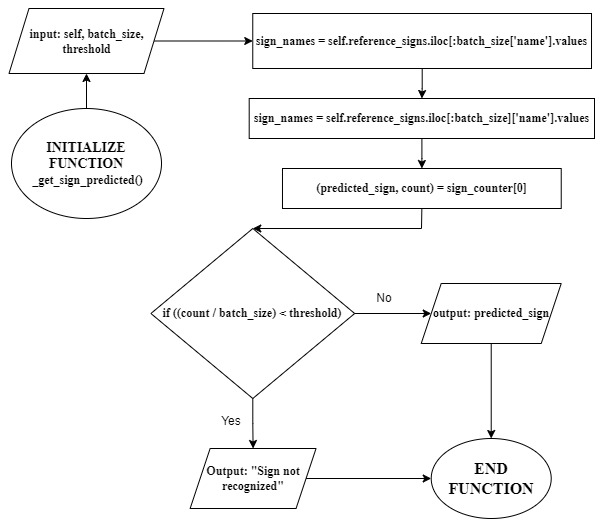 input: self, batch_size,
threshold
sign_names = self.reference_signs.iloc[:batch_size['name'].values
INITIALIZE
FUNCTION
_get_sign_predicted()
sign_names = self.reference_signs.iloc[:batch_size]['name'].values
(predicted_sign, count) = sign_counter[0]
if ((count / batch_size) < threshold)
No
output: predicted_sign
Yes
Output: "Sign not
recognized"
END
FUNCTION